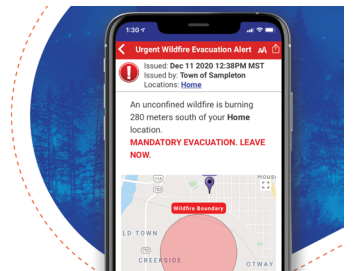 1:30
Urgent Wildfire Evacuation Alert AA
Issued: Dec 11 2020 12:38PM MST
Issued by: Town of Sampleton
Locations: Home
An unconfined wildfire is burning
280 meters south of your Home
location.
MANDATORY EVACUATION. LEAVE
NOW.
HOUS
Wildfire Boundary
LD TOWN
CREEKSIDE
OTWAY